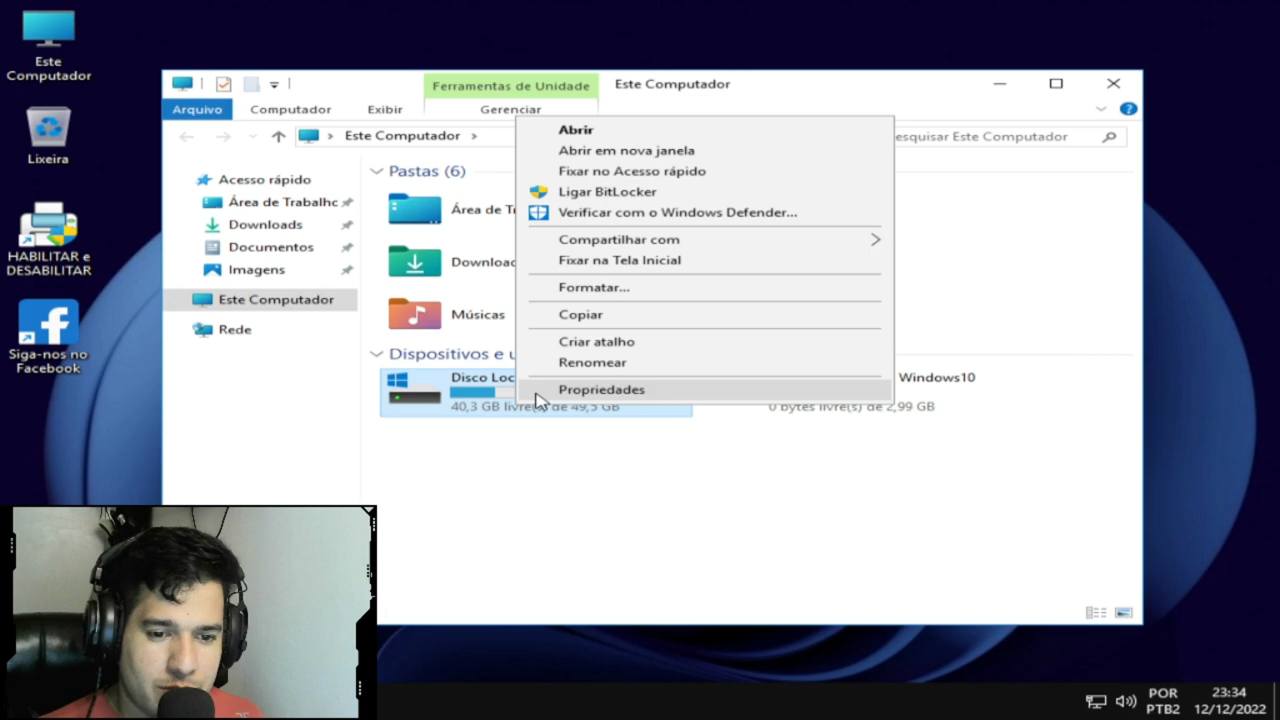 Este
Computador
Lixeira
HABILITAR e
DESABILITAR
Siga-nos no
Facebook
Ferramentas de Unidade
Este Computador
Arquivo
Computador
Exibir
Gerenciar
Este Computador
esquisar Este Computador
Acesso rápido
Área de Trabalhc
Downloads
Documentos
Imagens
Este Computador
Rede
Pastas (6)
Área de Tr
Download
Músicas
Dispositivos e u
Disco Loc
40,3 GB livre(s) de 49,5 GB
Windows10
0 bytes livre(s) de 2,99 GB
Abrir
Abrir em nova janela
Fixar no Acesso rápido
Ligar BitLocker
Verificar com o Windows Defender...
Compartilhar com
Fixar na Tela Inicial
Formatar...
Copiar
Criar atalho
Renomear
Propriedades
POR
PTB2
23:34
12/12/2022